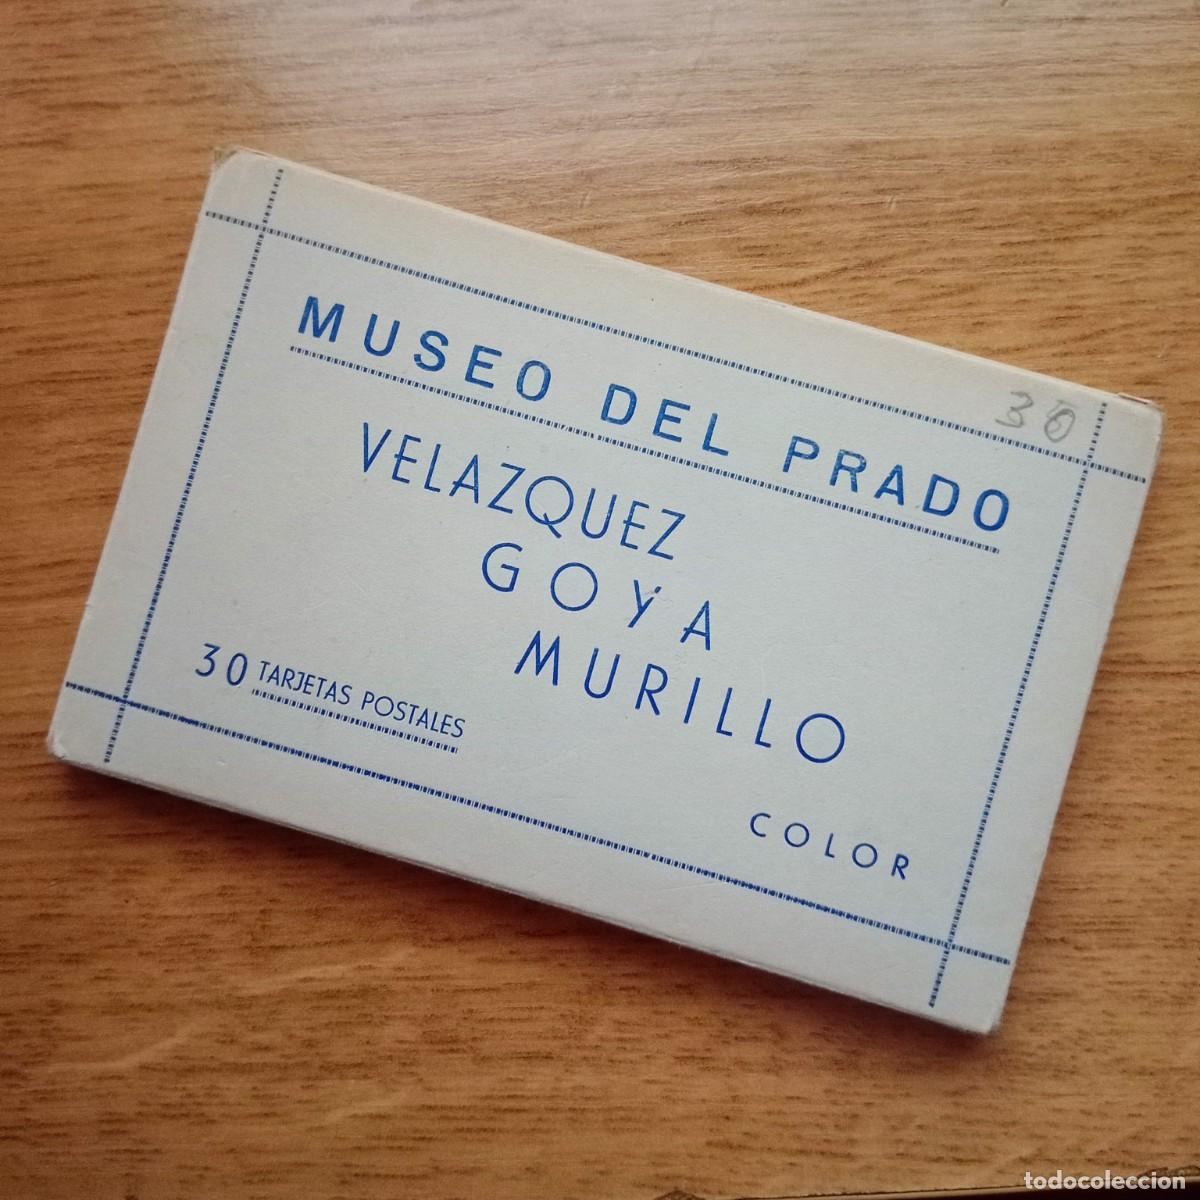 30
MUSEO DEL PRADO
VELAZQUEZ
GOYA
MURILLO
30 TARJETAS POSTALES
COLOR
todocoleccion